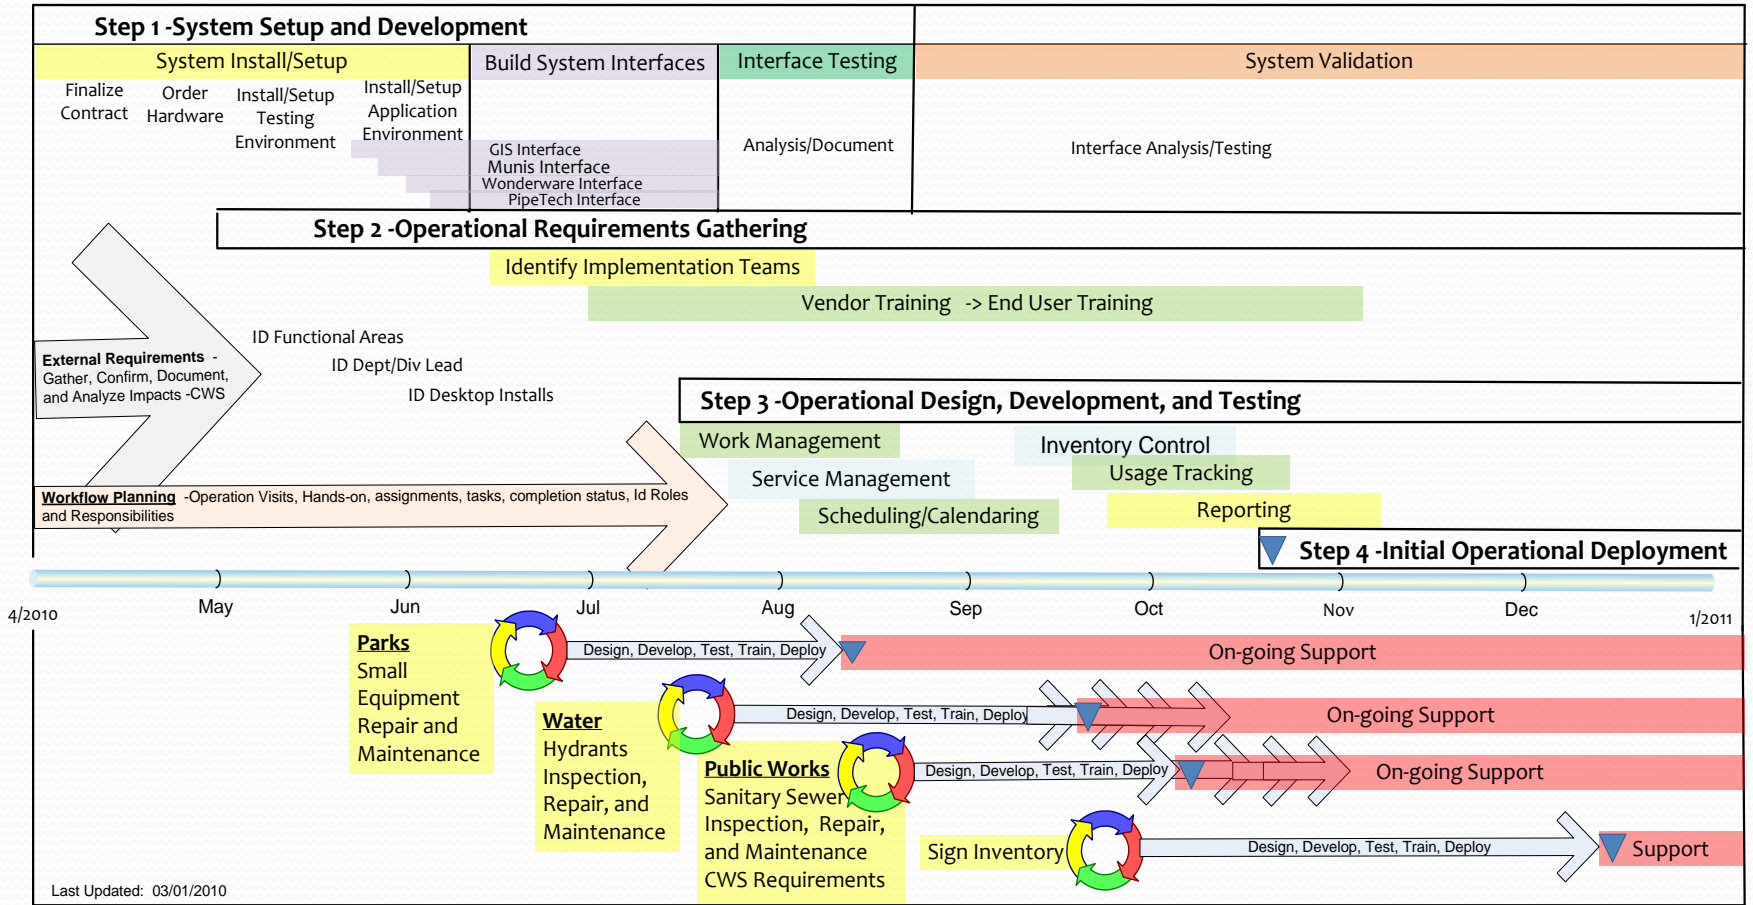 Step 1 -System Setup and Development
System Install/Setup
Build System Interfaces
Interface Testing
System Validation
Finalize
Contract
Order
Hardware
Install/Setup
Testing
Environment
Install/Setup
Application
Environment
GIS Interface
Munis Interface
Wonderware Interface
PipeTech Interface
Analysis/Document
Interface Analysis/Testing
Step 2 -Operational Requirements Gathering
Identify Implementation Teams
Vendor Training -> End User Training
ID Functional Areas
ID Dept/Div Lead
ID Desktop Installs
External Requirements -
Gather, Confirm, Document,
and Analyze Impacts -CWS
Step 3 -Operational Design, Development, and Testing
Work Management
Inventory Control
Service Management
Usage Tracking
Scheduling/Calendaring
Reporting
Workflow Planning -Operation Visits, Hands-on, assignments, tasks, completion status, Id Roles
and Responsibilities
Step 4 -Initial Operational Deployment
4/2010
May
Jun
Jul
Aug
Sep
Oct
Nov
Dec
1/2011
Parks
Small
Equipment
Repair and
Maintenance
Design, Develop, Test, Train, Deploy
On-going Support
Water
Hydrants
Inspection,
Repair, and
Maintenance
Design, Develop, Test, Train, Deploy
On-going Support
Public Works
Sanitary Sewer
Inspection, Repair,
and Maintenance
CWS Requirements
Design, Develop, Test, Train, Deploy
On-going Support
Sign Inventory
Design, Develop, Test, Train, Deploy
Support
Last Updated: 03/01/2010